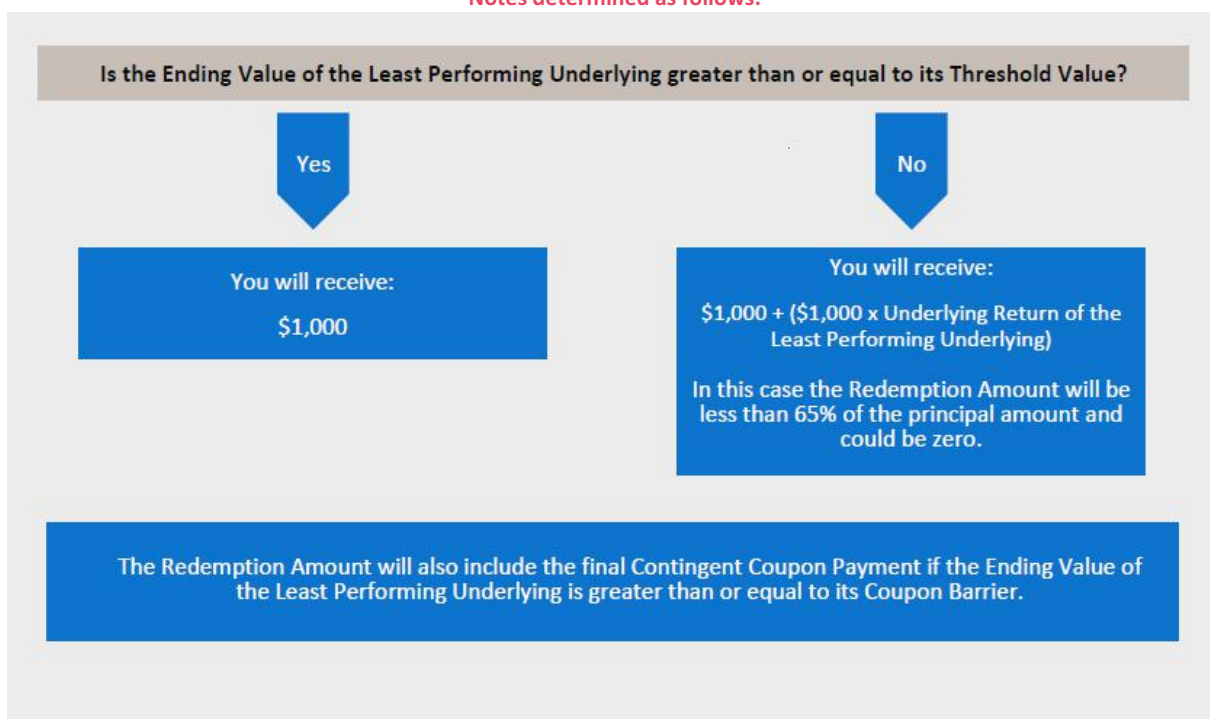 Notes determined as follows:
Is the Ending Value of the Least Performing Underlying greater than or equal to its Threshold Value?
Yes
No
You will receive:
$1,000
You will receive:
$1,000 + ($1,000 x Underlying Return of the
Least Performing Underlying)
In this case the Redemption Amount will be
less than 65% of the principal amount and
could be zero.
The Redemption Amount will also include the final Contingent Coupon Payment if the Ending Value of
the Least Performing Underlying is greater than or equal to its Coupon Barrier.